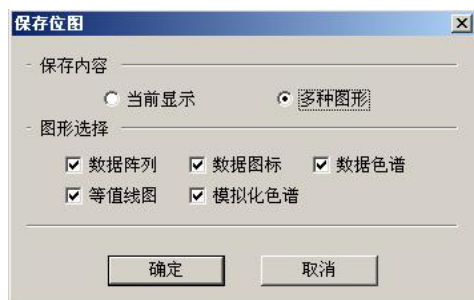 保存位图
保存内容
当前显示 多种图形
图形选择
数据阵列 数据图标 数据色谱
等值线图 模拟化色谱
确定 取消